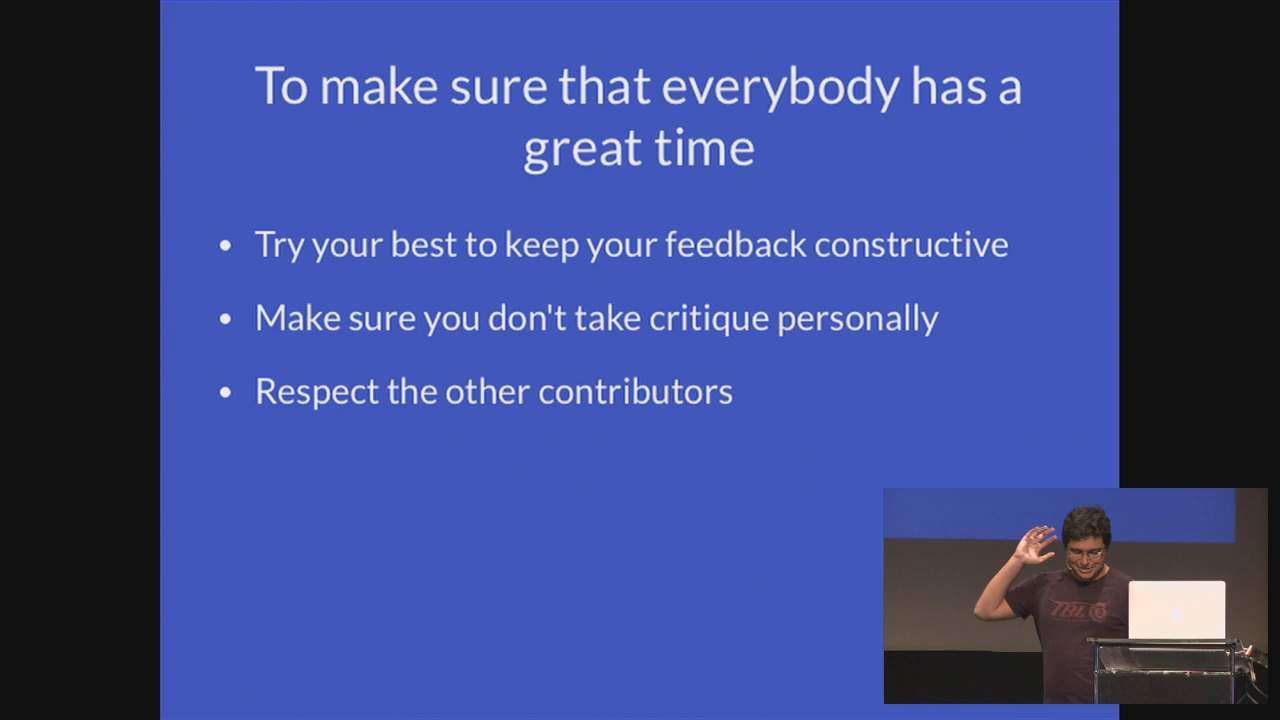 To make sure that everybody has a
great time
• Try your best to keep your feedback constructive
• Make sure you don't take critique personally
• Respect the other contributors